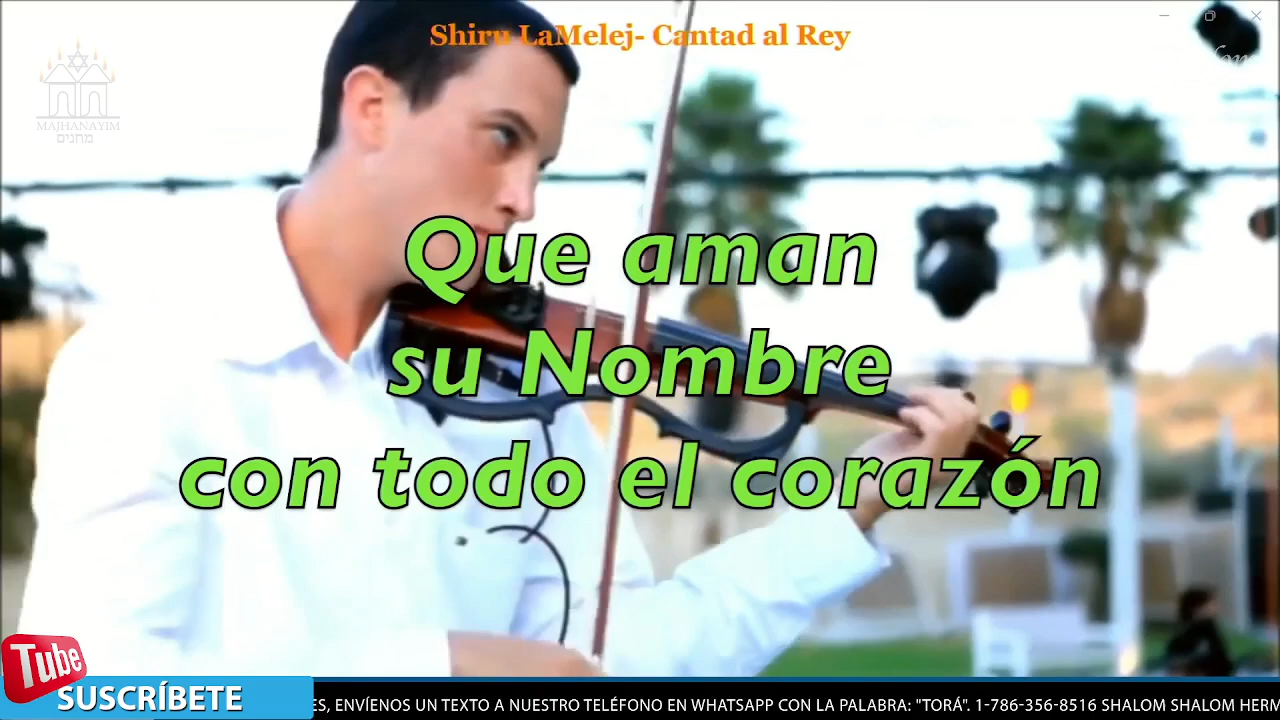 Shiru LaMelej- Cantad al Rey
MAJHANAYIM
מחנים
Que aman
su Nombre
con todo el corazón
Tube
SUSCRÍBETE
ES, ENVÍENOS UN TEXTO A NUESTRO TELÉFONO EN WHATSAPP CON LA PALABRA: "TORÁ". 1-786-356-8516 SHALOM SHALOM HERM